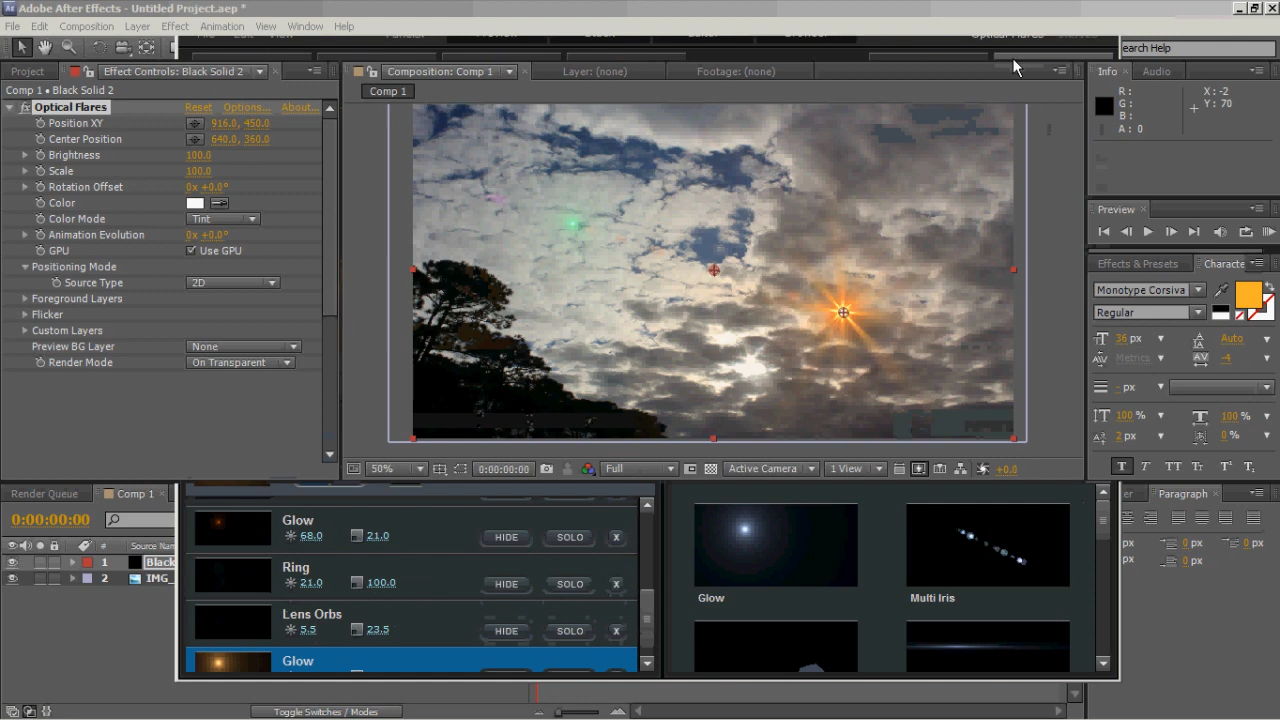 Adobe After Effects - Untitled Project.aep *
File Edit Composition Layer Effect Animation View Window Help
Optical Flares
earch Help
Project Effect Controls: Black Solid 2 Composition: Comp 1 Layer: (none) Footage: (none) Info Audio
Comp 1 • Black Solid 2 Comp 1 R : X: -2
G : Y: 70
B :
A : 0
fx Optical Flares Reset Options... About...
Position XY 916.0, 450.0
Center Position 640.0, 360.0
Brightness 100.0
Scale 100.0
Rotation Offset 0x +0.0°
Color
Color Mode Tint
Animation Evolution 0x +0.0°
GPU Use GPU
Positioning Mode
Source Type 2D
Foreground Layers
Flicker
Custom Layers
Preview BG Layer None
Render Mode On Transparent
Preview
Effects & Presets Characte
Monotype Corsiva
Regular
36 px Auto
Metrics -4
- px
100 % 100 %
2 px 0 %
T T TT Tт T¹ T₁
50% 0:00:00:00 Full Active Camera 1 View +0.0
Render Queue Comp 1
0:00:00:00
# Source Nam
1 Black
2 IMG_
Glow
68.0 21.0 HIDE SOLO X
Ring
21.0 100.0 HIDE SOLO X
Lens Orbs
5.5 23.5 HIDE SOLO X
Glow
Glow Multi Iris
er Paragraph
px 0 px 0 px
px 0 px
Toggle Switches / Modes